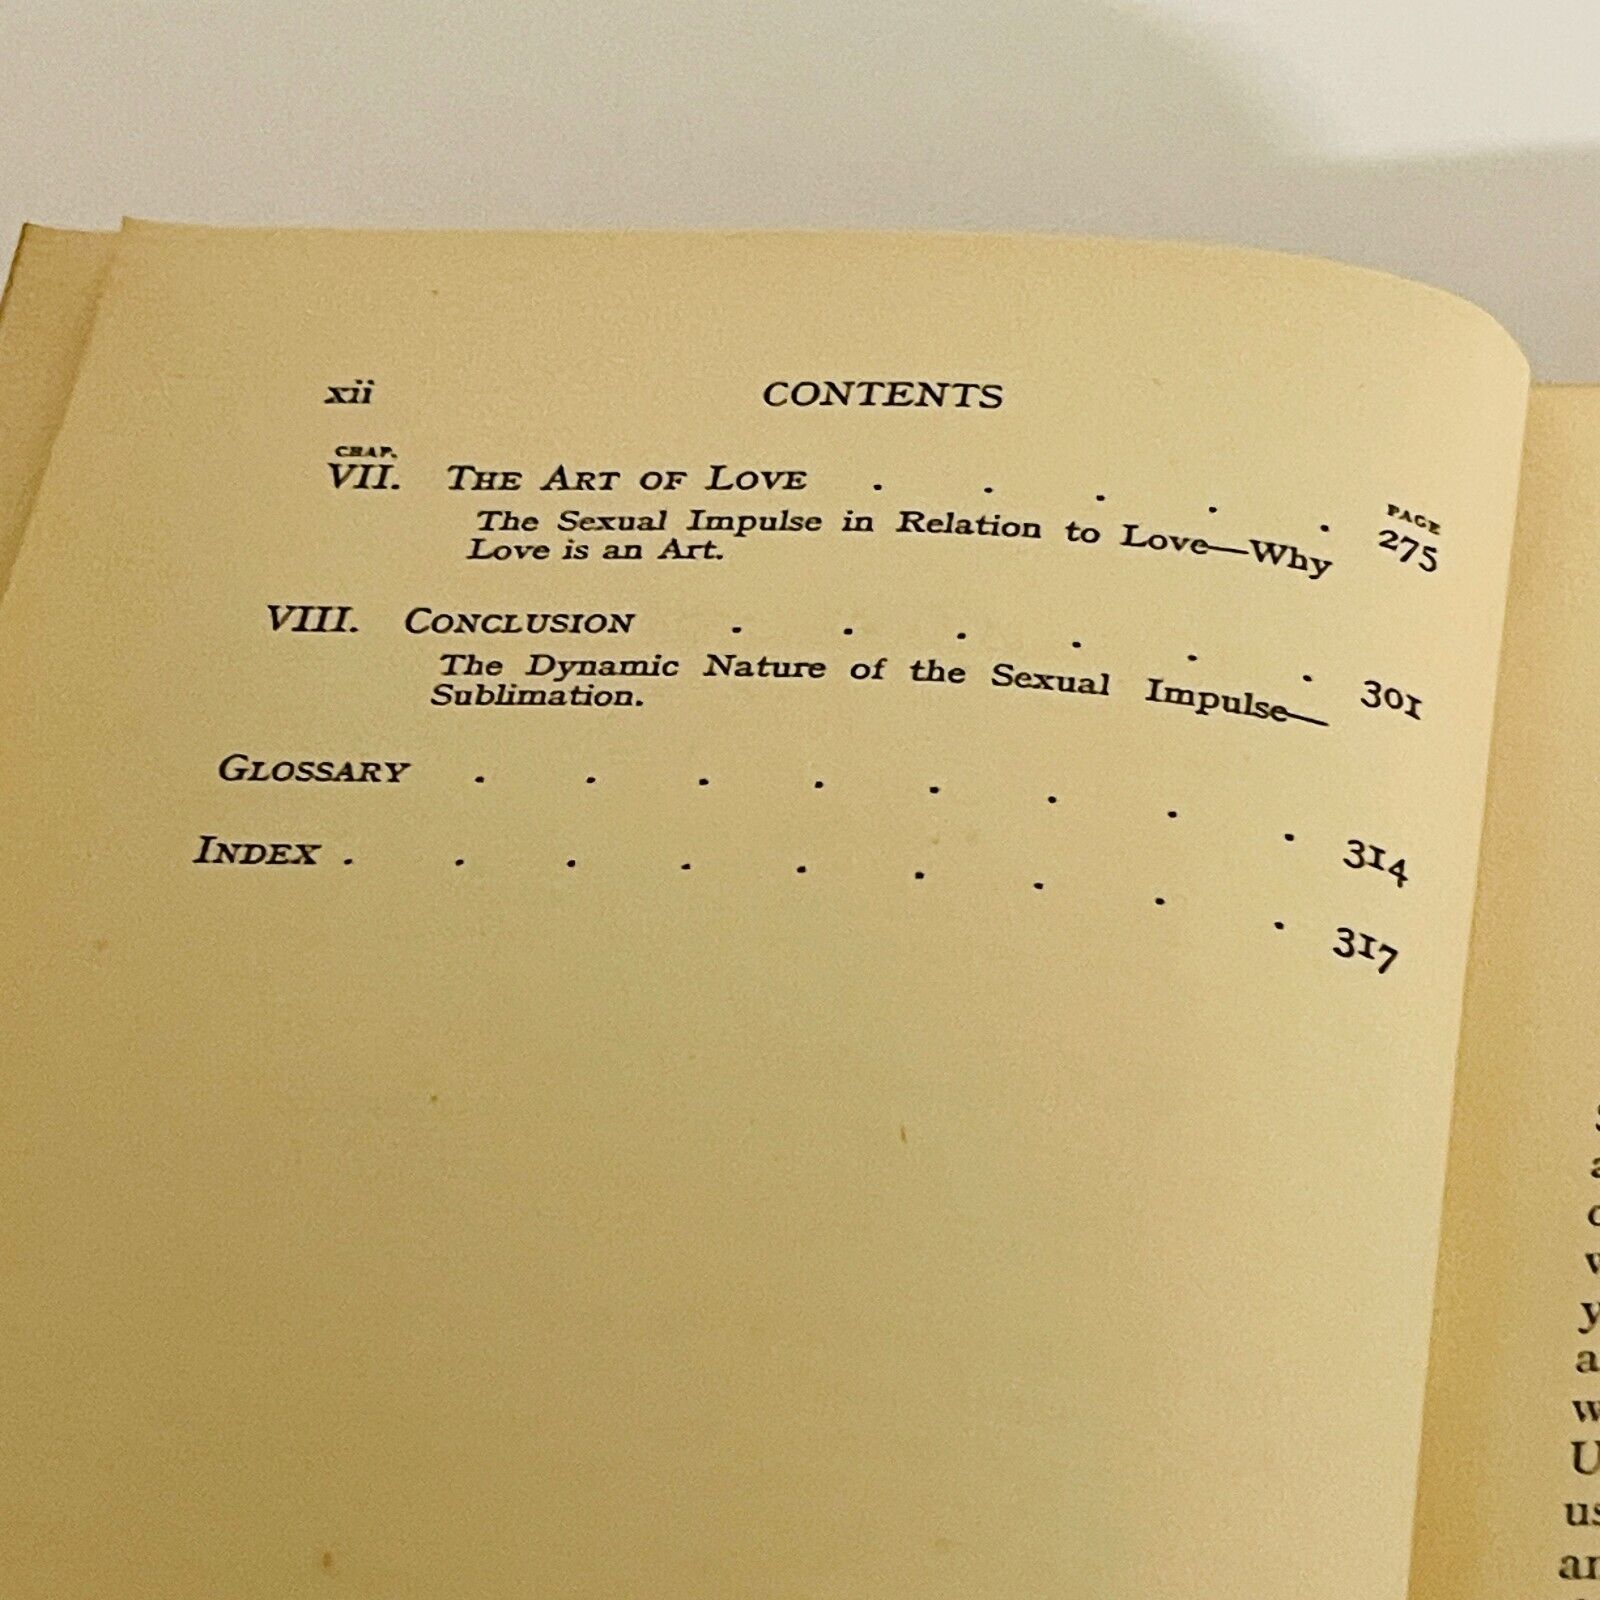 xii CONTENTS
CHAP. PAGE
VII. THE ART OF LOVE . . . . . 275
The Sexual Impulse in Relation to Love—Why
Love is an Art.
VIII. CONCLUSION . . . . . . 301
The Dynamic Nature of the Sexual Impulse—
Sublimation.
GLOSSARY . . . . . . . . 314
INDEX . . . . . . . . . 317